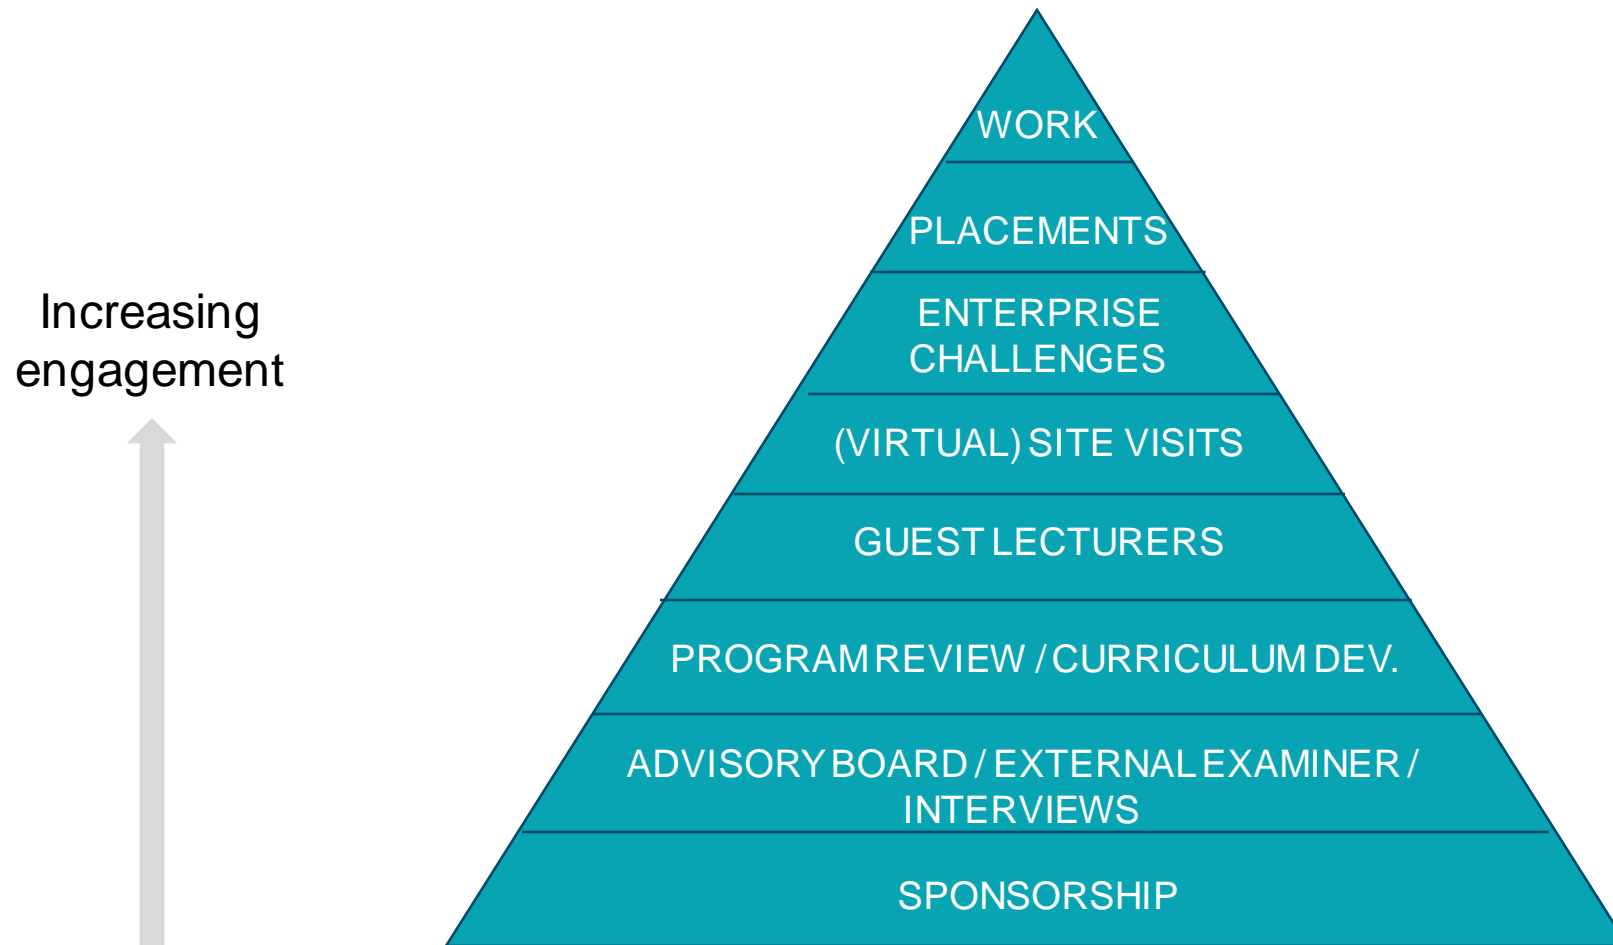 WORK
PLACEMENTS
Increasing
engagement
ENTERPRISE
CHALLENGES
(VIRTUAL) SITE VISITS
GUEST LECTURERS
PROGRAM REVIEW / CURRICULUM DEV.
ADVISORY BOARD / EXTERNAL EXAMINER /
INTERVIEWS
SPONSORSHIP